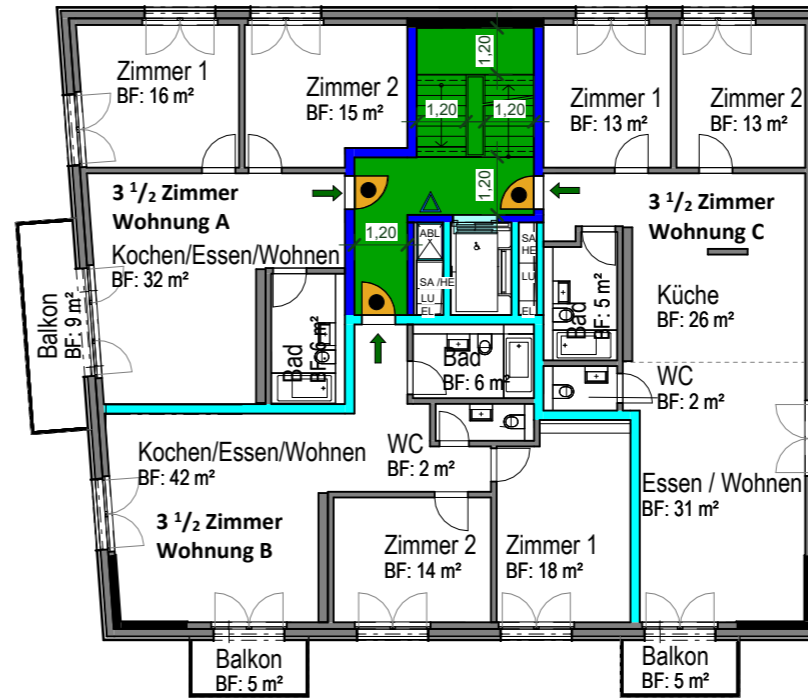 Zimmer 1
BF: 16 m²
Zimmer 2
BF: 15 m²
1,20
1,20
1,20
1,20
1,20
Zimmer 1
BF: 13 m²
Zimmer 2
BF: 13 m²
3 ¹/₂ Zimmer
Wohnung A
Kochen/Essen/Wohnen
BF: 32 m²
Balkon
BF: 9 m²
Bad
BF: 6 m²
ABL
SA /HE
LU
EL
SA
HE
LU
EL
3 ¹/₂ Zimmer
Wohnung C
Bad
BF: 5 m²
Küche
BF: 26 m²
Bad
BF: 6 m²
WC
BF: 2 m²
Kochen/Essen/Wohnen
BF: 42 m²
WC
BF: 2 m²
3 ¹/₂ Zimmer
Wohnung B
Essen / Wohnen
BF: 31 m²
Zimmer 2
BF: 14 m²
Zimmer 1
BF: 18 m²
Balkon
BF: 5 m²
Balkon
BF: 5 m²